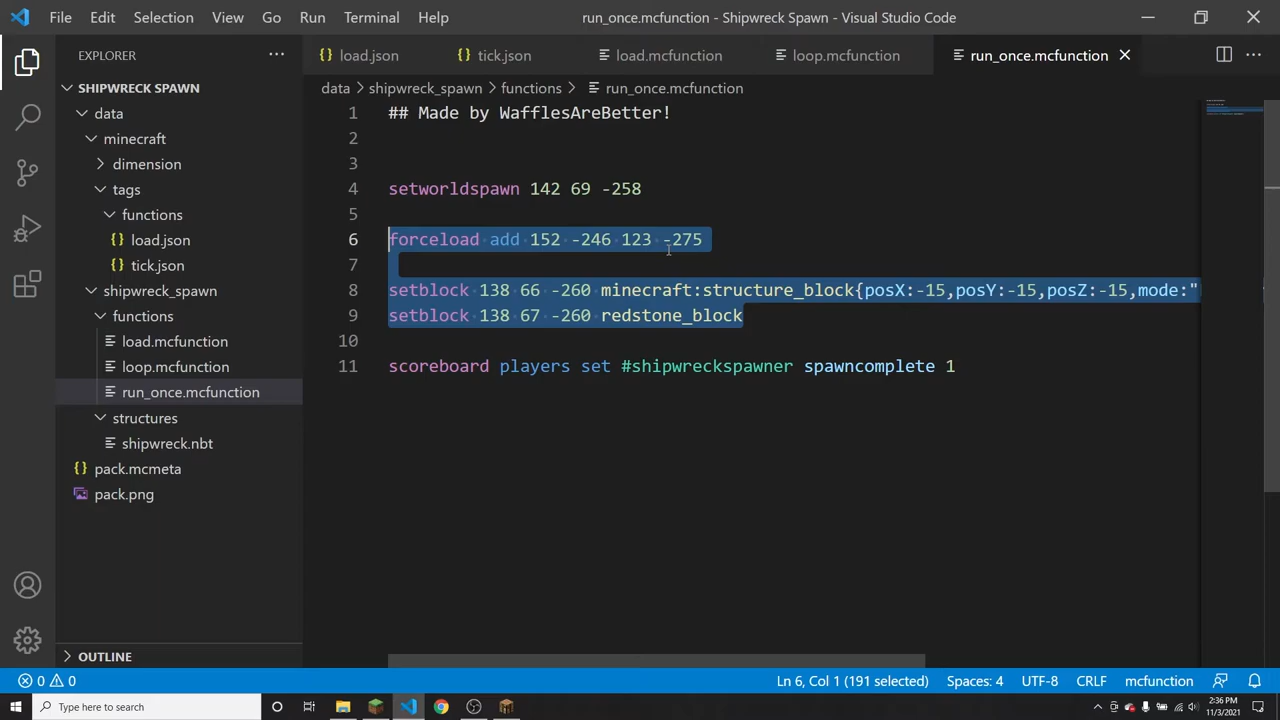 File Edit Selection View Go Run Terminal Help run_once.mcfunction - Shipwreck Spawn - Visual Studio Code
EXPLORER
load.json tick.json load.mcfunction loop.mcfunction run_once.mcfunction
SHIPWRECK SPAWN
data
minecraft
dimension
tags
functions
load.json
tick.json
shipwreck_spawn
functions
load.mcfunction
loop.mcfunction
run_once.mcfunction
structures
shipwreck.nbt
pack.mcmeta
pack.png
OUTLINE
data > shipwreck_spawn > functions > run_once.mcfunction
1 ## Made by WafflesAreBetter!
2
3
4 setworldspawn 142 69 -258
5
6 forceload add 152 -246 123 -275
7
8 setblock 138 66 -260 minecraft:structure_block{posX:-15,posY:-15,posZ:-15,mode:"
9 setblock 138 67 -260 redstone_block
10
11 scoreboard players set #shipwreckspawner spawncomplete 1
0 0 Ln 6, Col 1 (191 selected) Spaces: 4 UTF-8 CRLF mcfunction
Type here to search
2:36 PM
11/3/2021